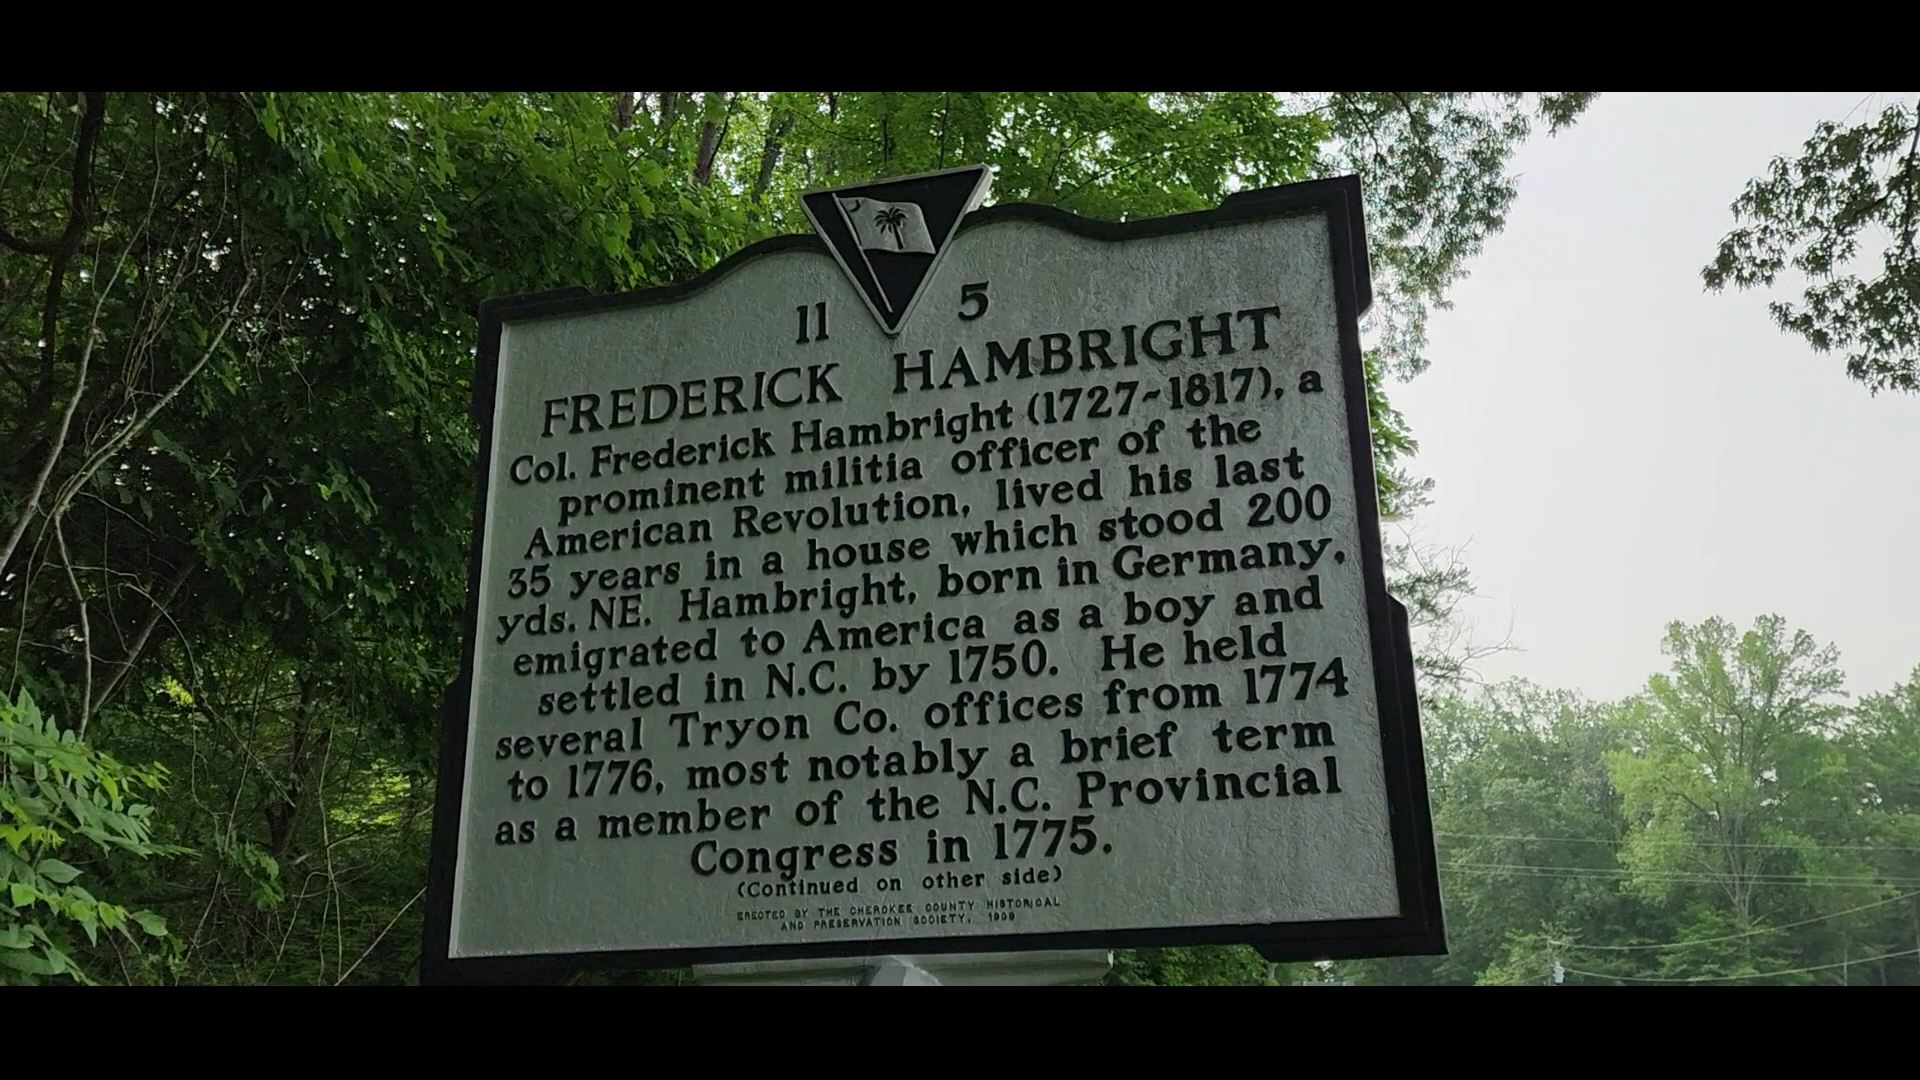 11 5
FREDERICK HAMBRIGHT
Col. Frederick Hambright (1727~1817), a
prominent militia officer of the
American Revolution, lived his last
35 years in a house which stood 200
yds. NE. Hambright, born in Germany,
emigrated to America as a boy and
settled in N.C. by 1750. He held
several Tryon Co. offices from 1774
to 1776, most notably a brief term
as a member of the N.C. Provincial
Congress in 1775.
(Continued on other side)
ERECTED BY THE CHEROKEE COUNTY HISTORICAL
AND PRESERVATION SOCIETY, 1999